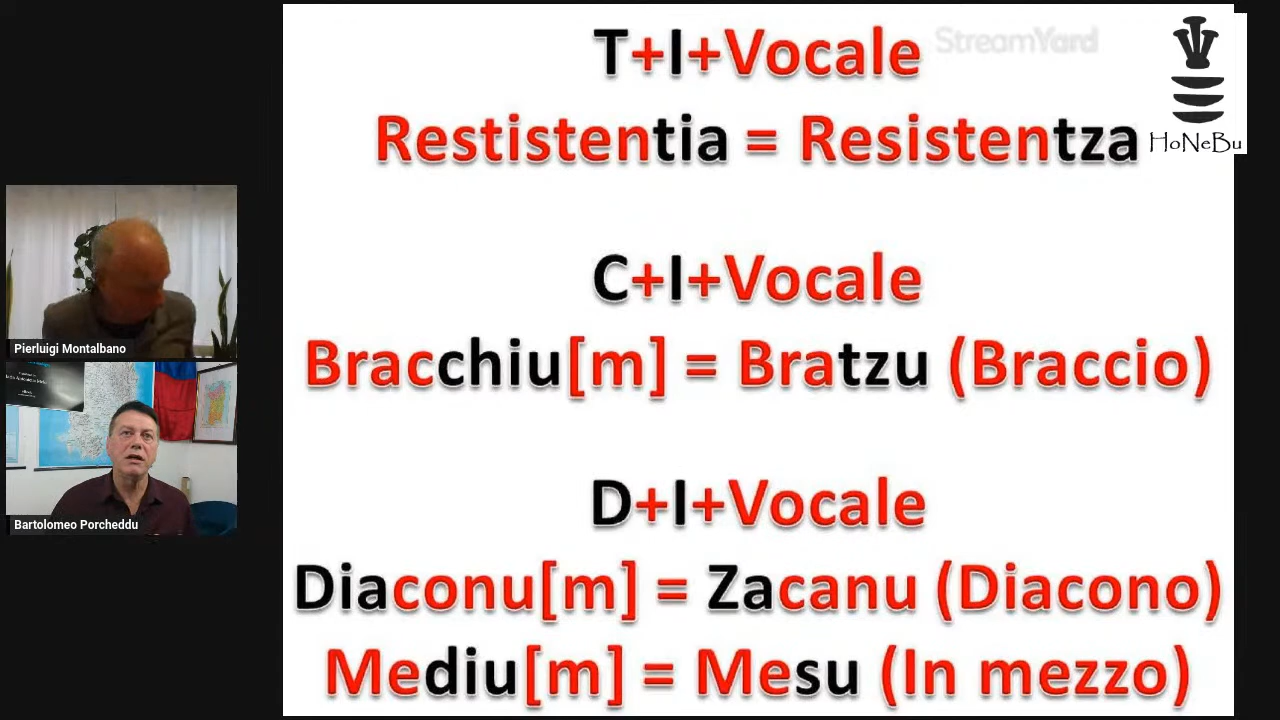 T+I+Vocale
StreamYard
Restistentia = Resistentza
HoNeBu
C+I+Vocale
Bracchiu[m] = Bratzu (Braccio)
Pierluigi Montalbano
D+I+Vocale
Bartolomeo Porcheddu
Diaconu[m] = Zacanu (Diacono)
Mediu[m] = Mesu (In mezzo)